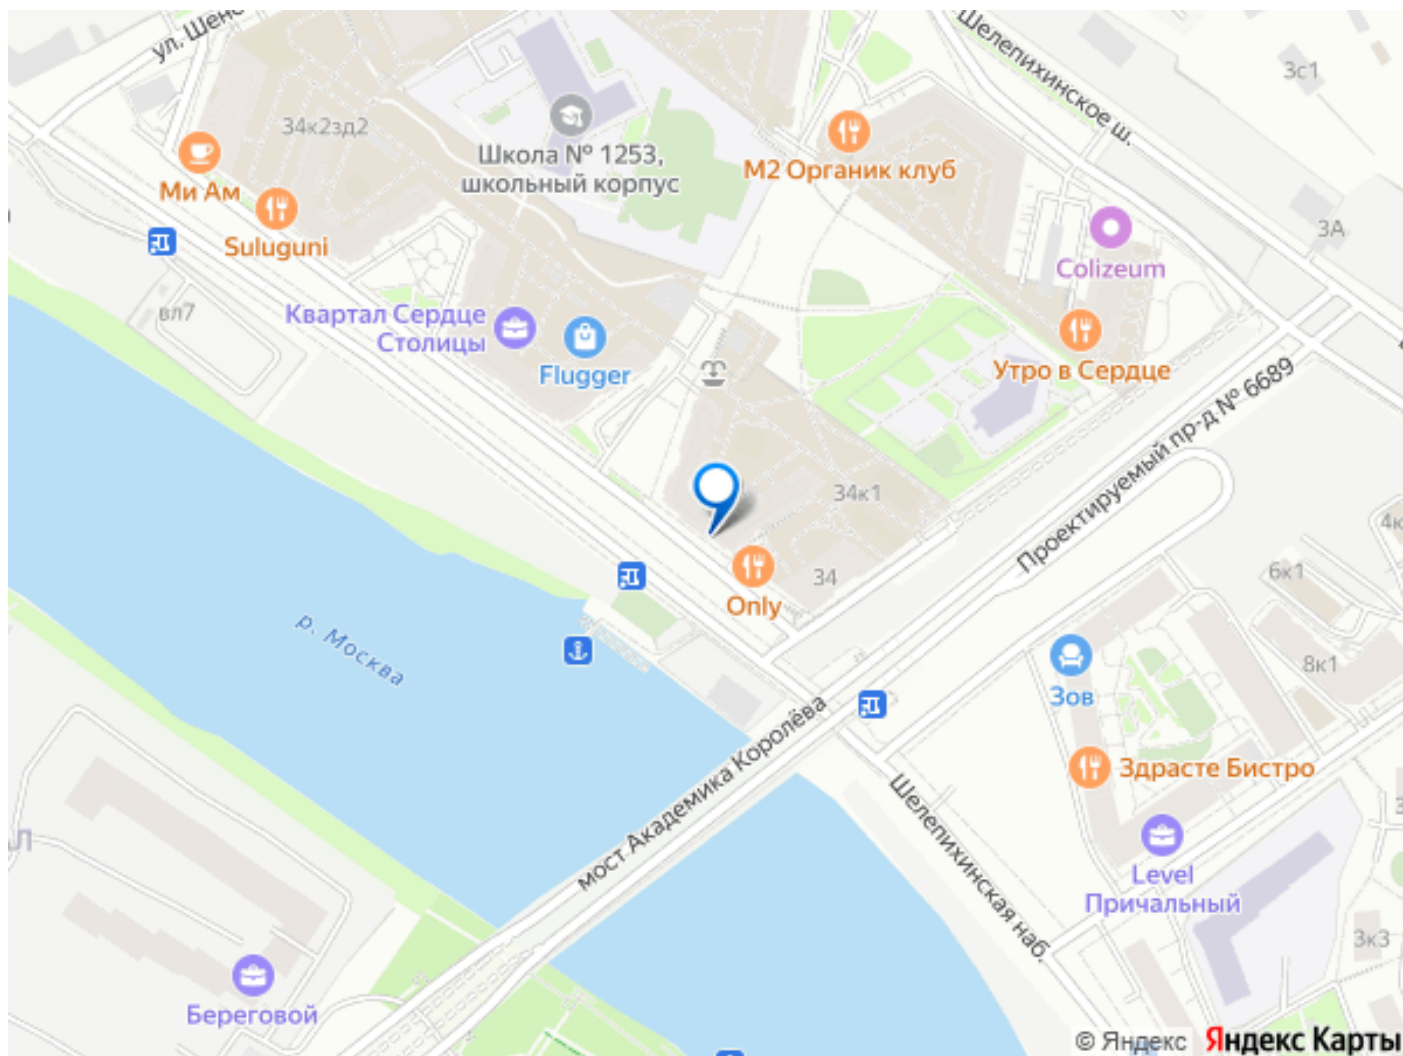 ул. Шено
Шелепихинское ш.
3с1
34к2зд2
Школа № 1253,
школьный корпус
М2 Органик клуб
Ми Ам
Suluguni
3А
Colizeum
вл7
Квартал Сердце
Столицы
Flugger
Утро в Сердце
Проектируемый пр-д № 6689
34к1
4к
34
Only
6к1
р. Москва
8к1
Зов
мост Академика Королёва
Здрасте Бистро
Шелепихинская наб.
Level
Причальный
3к3
Береговой
© Яндекс Яндекс Карты